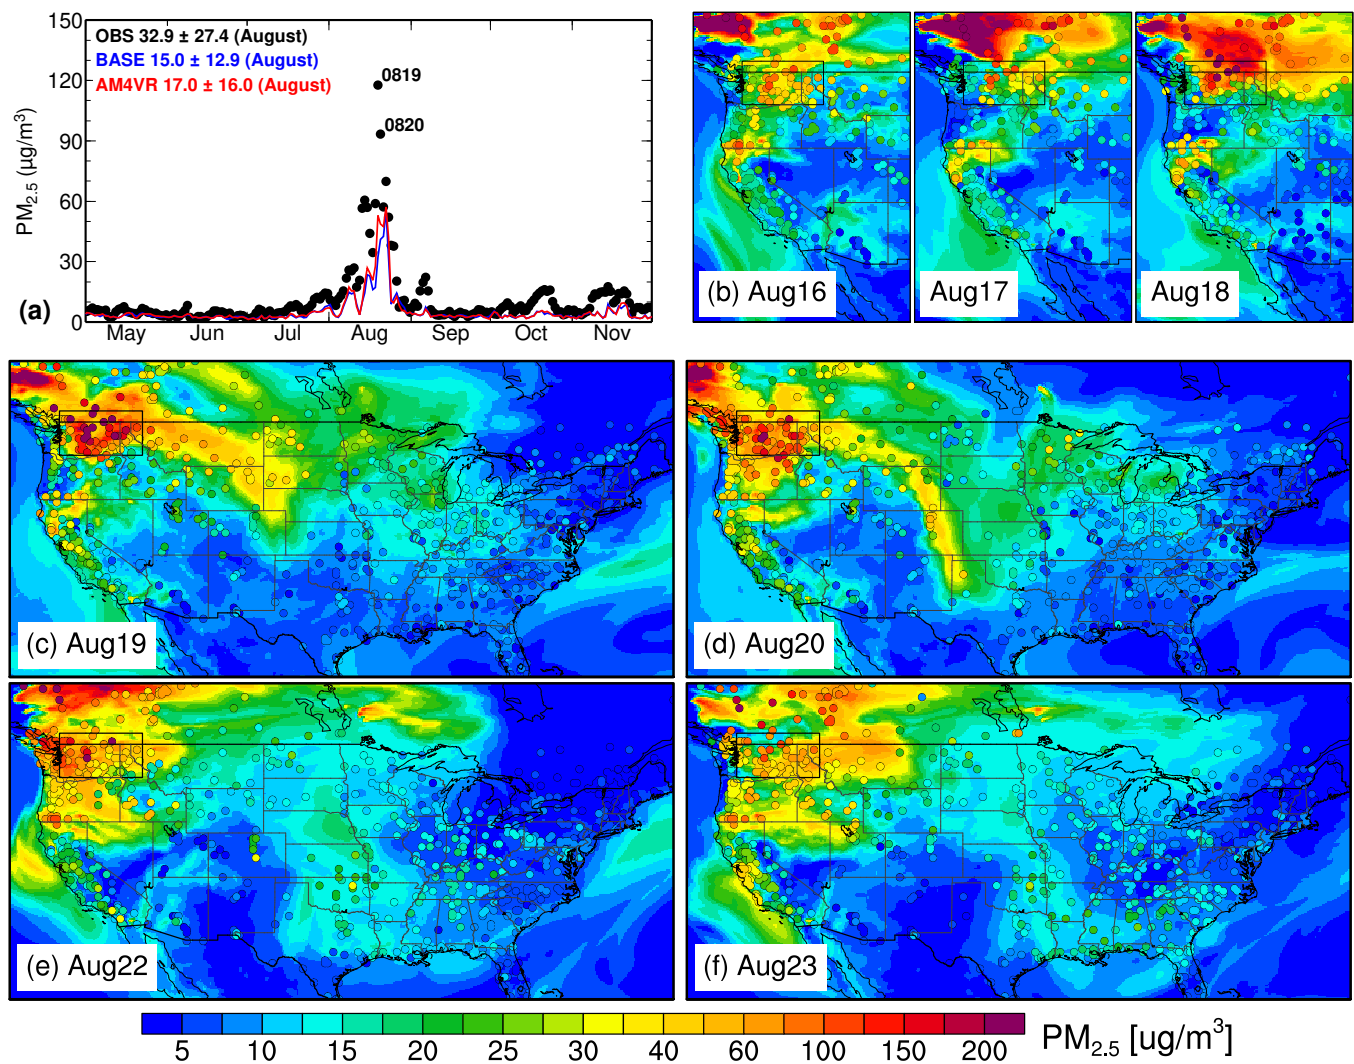 150
120
90
60
30
0
PM2.5 (µg/m³)
OBS 32.9 ± 27.4 (August)
BASE 15.0 ± 12.9 (August)
AM4VR 17.0 ± 16.0 (August)
0819
0820
(a)
May Jun Jul Aug Sep Oct Nov
(b) Aug16
Aug17
Aug18
(c) Aug19
(d) Aug20
(e) Aug22
(f) Aug23
5 10 15 20 25 30 40 60 100 150 200
PM2.5 [ug/m³]